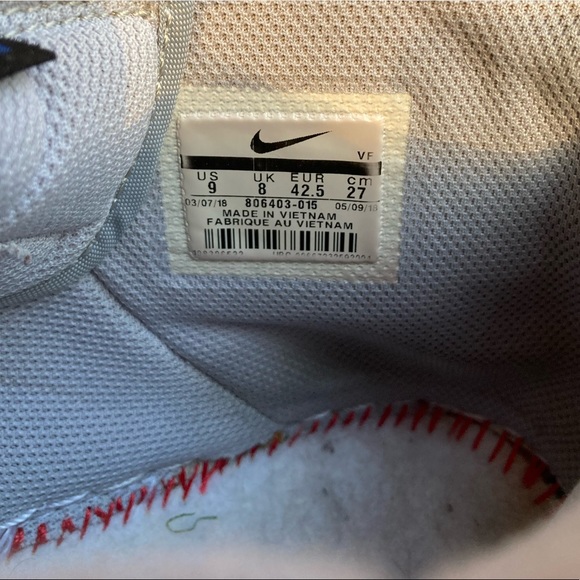 VF
US UK EUR cm
9 8 42.5 27
03/07/18 806403-015 05/09/18
MADE IN VIETNAM
FABRIQUE AU VIETNAM